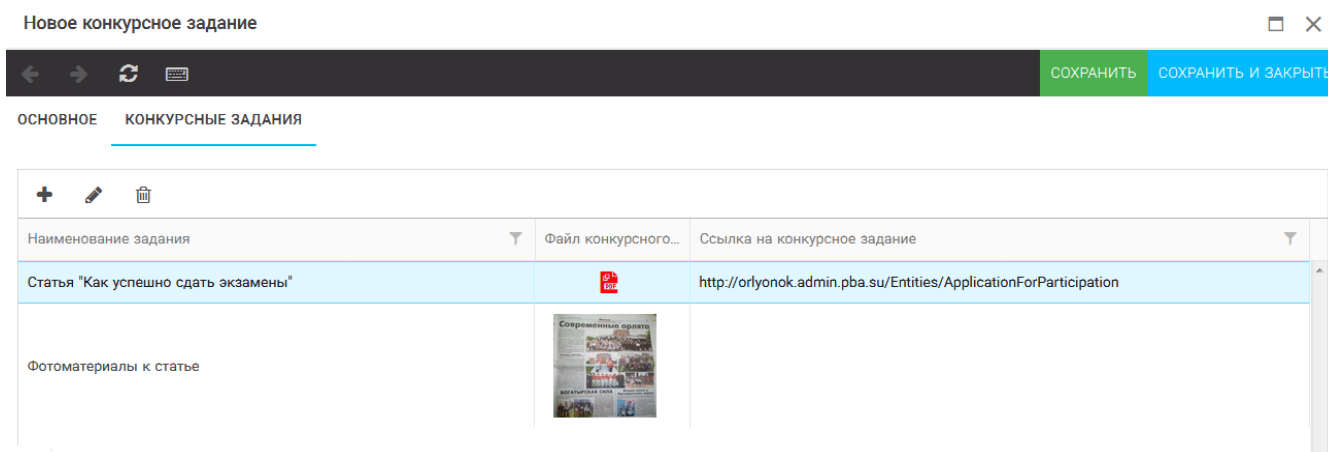 Новое конкурсное задание
СОХРАНИТЬ СОХРАНИТЬ И ЗАКРЫТЬ
ОСНОВНОЕ КОНКУРСНЫЕ ЗАДАНИЯ
Наименование задания Файл конкурсного... Ссылка на конкурсное задание
Статья "Как успешно сдать экзамены" PDF http://orlyonok.admin.pba.su/Entities/ApplicationForParticipation
Современные орлята
Фотоматериалы к статье
БОГАТЫРСКАЯ СИЛА